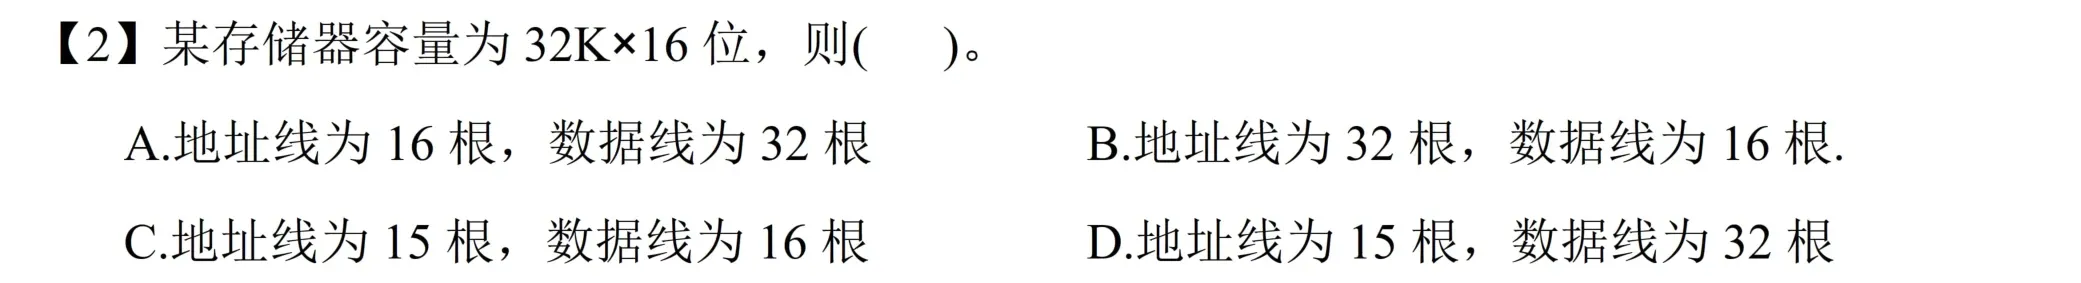 【2】某存储器容量为 32K×16 位，则(　　)。
A.地址线为 16 根，数据线为 32 根　　B.地址线为 32 根，数据线为 16 根.
C.地址线为 15 根，数据线为 16 根　　D.地址线为 15 根，数据线为 32 根